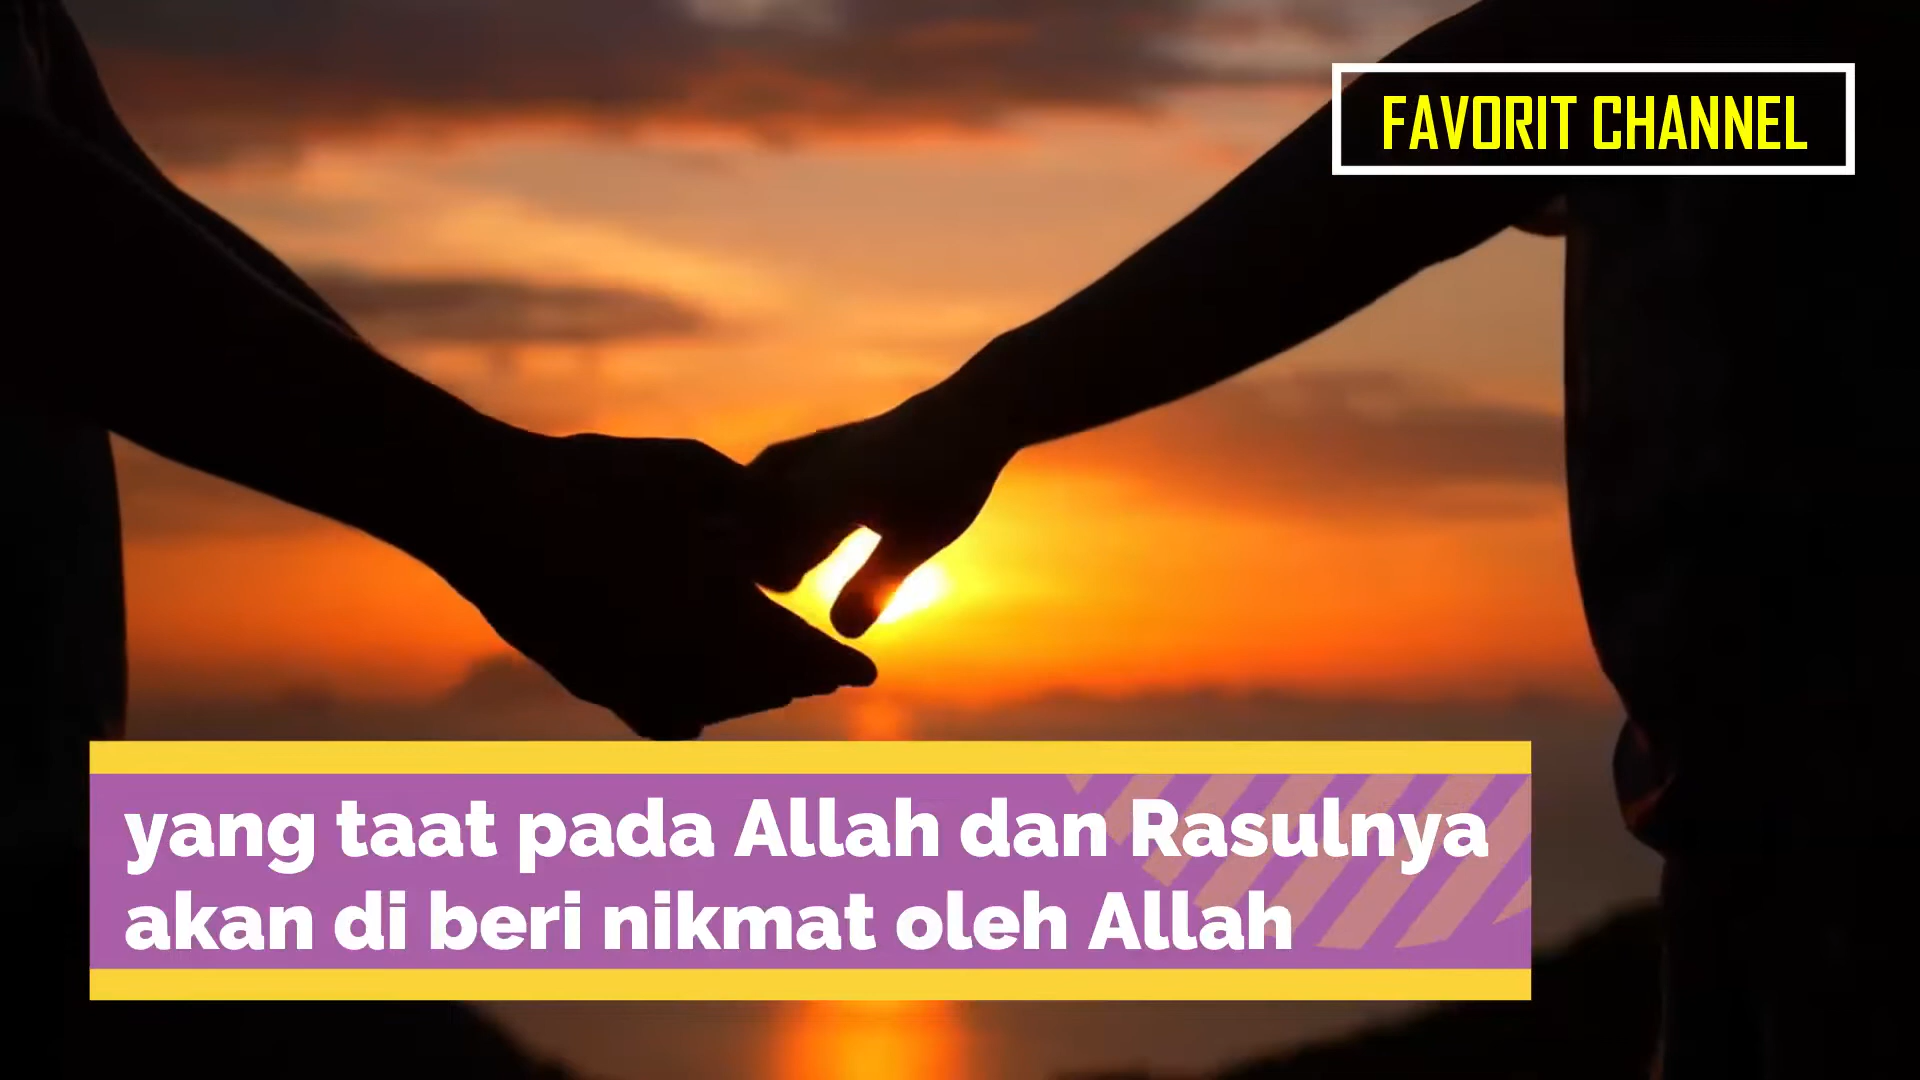 FAVORIT CHANNEL
yang taat pada Allah dan Rasulnya
akan di beri nikmat oleh Allah